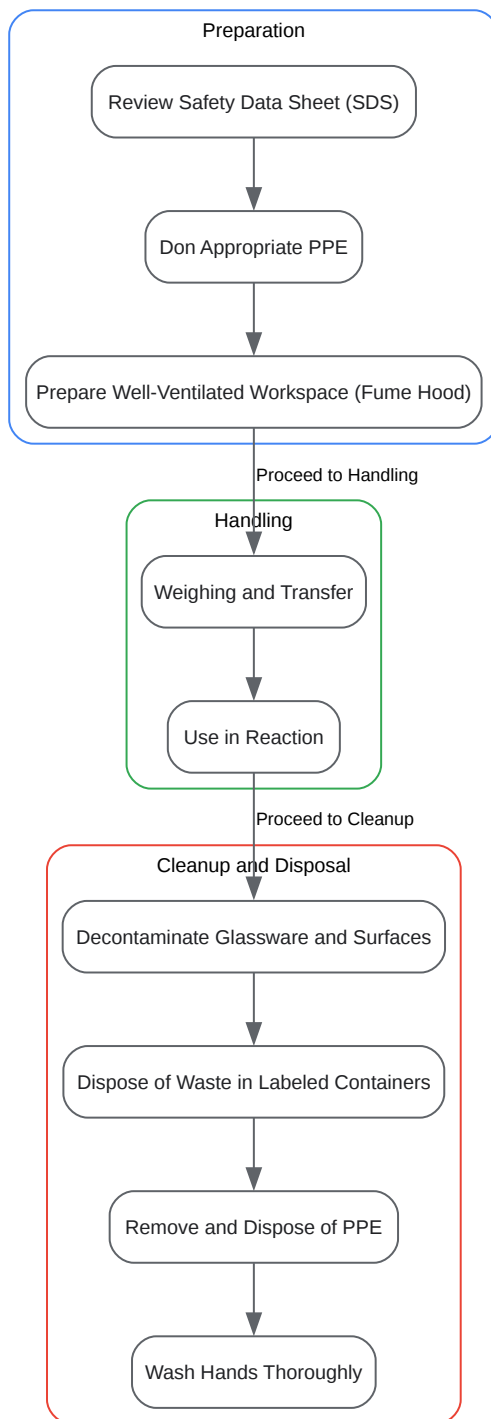 Preparation
Review Safety Data Sheet (SDS)
Don Appropriate PPE
Prepare Well-Ventilated Workspace (Fume Hood)
Proceed to Handling
Handling
Weighing and Transfer
Use in Reaction
Proceed to Cleanup
Cleanup and Disposal
Decontaminate Glassware and Surfaces
Dispose of Waste in Labeled Containers
Remove and Dispose of PPE
Wash Hands Thoroughly